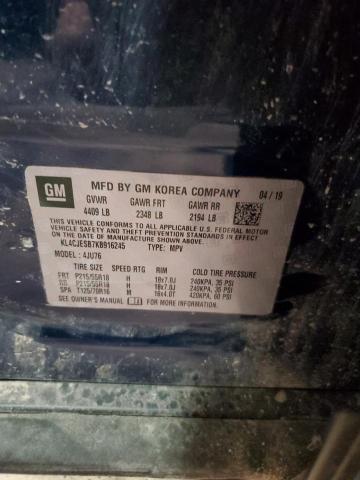 GM MFD BY GM KOREA COMPANY 04/19
GVWR GAWR FRT GAWR RR
4409 LB 2348 LB 2194 LB
THIS VEHICLE CONFORMS TO ALL APPLICABLE U.S. FEDERAL MOTOR
VEHICLE SAFETY, BUMPER, AND THEFT PREVENTION STANDARDS IN EFFECT
ON THE DATE OF MANUFACTURE SHOWN ABOVE.
KL4CJESB7KB916245 TYPE: MPV
MODEL: 4JU76
TIRE SIZE SPEED RTG RIM COLD TIRE PRESSURE
FRT P215/55R18 H 18x7.0J 240KPA, 35 PSI
RR P215/55R18 H 18x7.0J 240KPA, 35 PSI
SPA T125/70R16 H 16x4.0T 420KPA, 60 PSI
SEE OWNER'S MANUAL